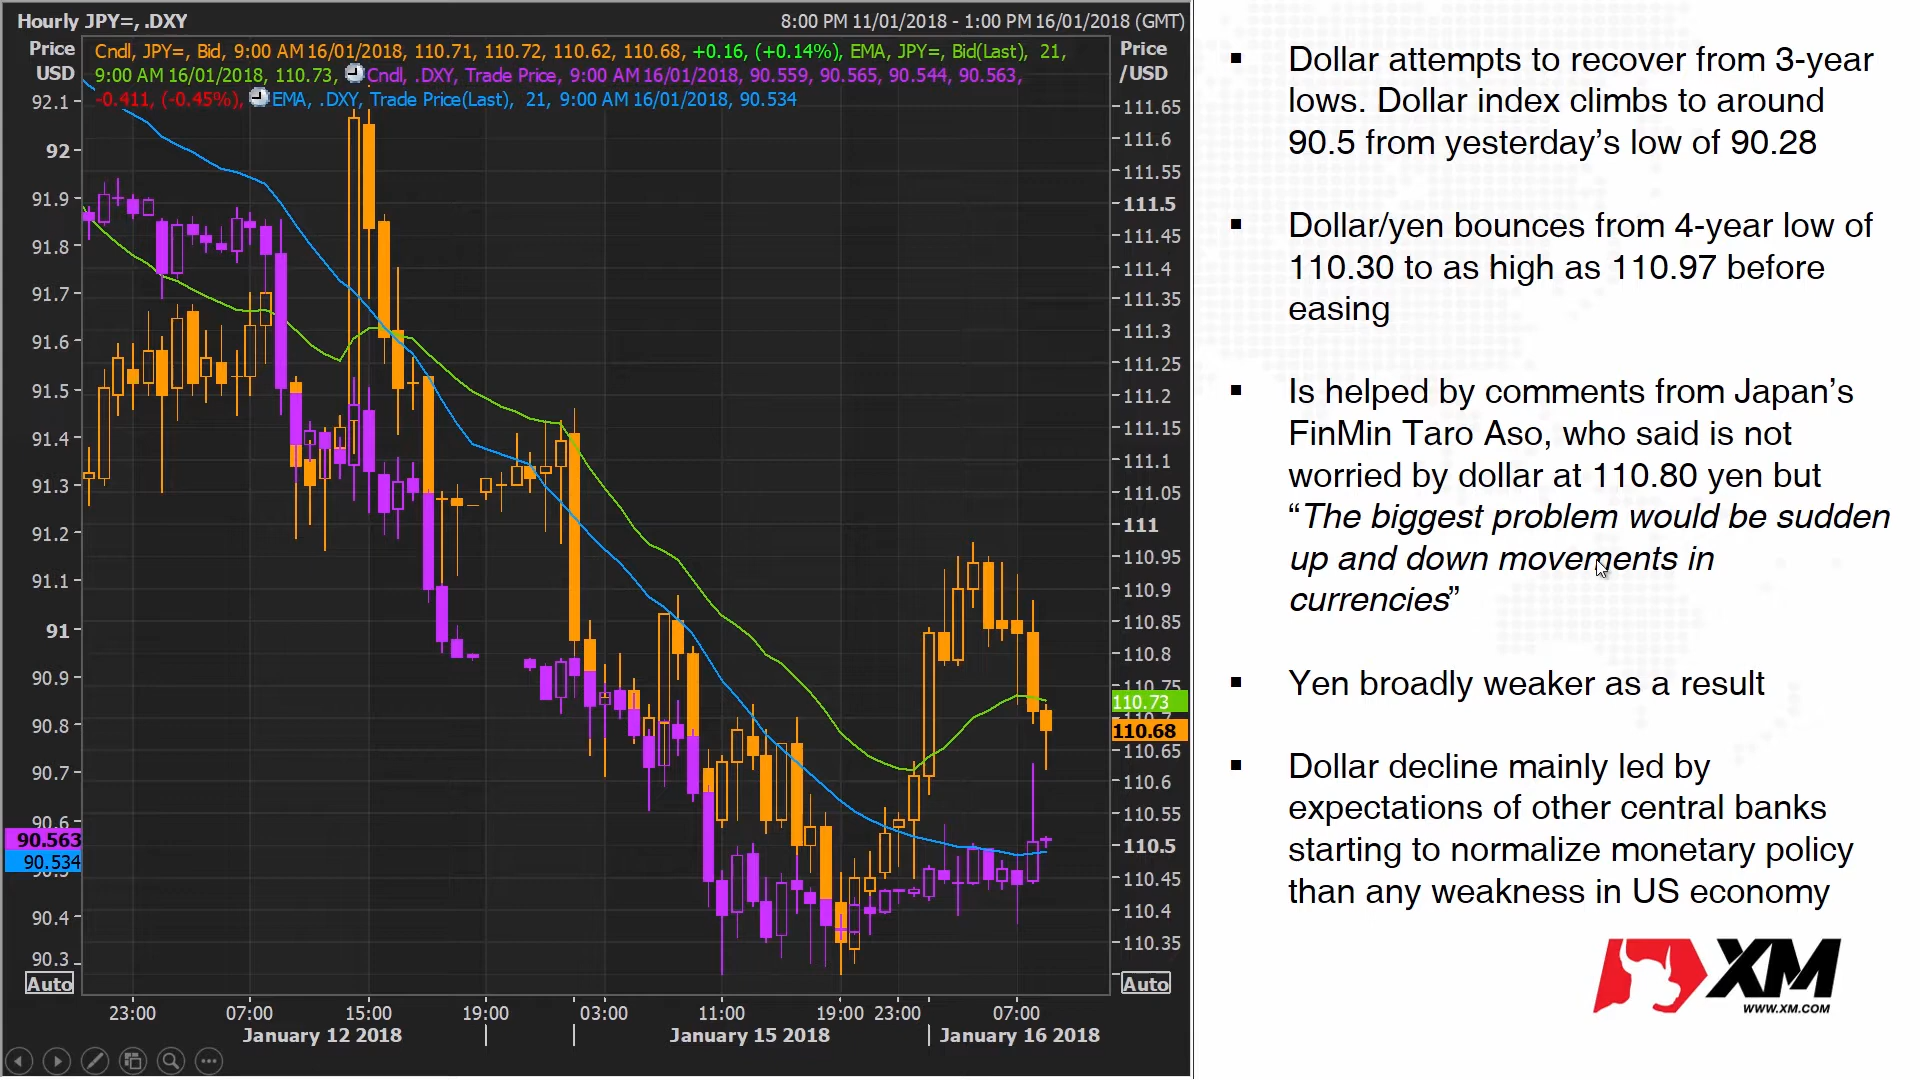 Hourly JPY=, .DXY
8:00 PM 11/01/2018 - 1:00 PM 16/01/2018 (GMT)
Price
USD
Cndl, JPY=, Bid, 9:00 AM 16/01/2018, 110.71, 110.72, 110.62, 110.68, +0.16, (+0.14%), EMA, JPY=, Bid(Last), 21,
9:00 AM 16/01/2018, 110.73, Cndl, .DXY, Trade Price, 9:00 AM 16/01/2018, 90.559, 90.565, 90.544, 90.563,
-0.411, (-0.45%), EMA, .DXY, Trade Price(Last), 21, 9:00 AM 16/01/2018, 90.534
Price
/USD
92.1
92
91.9
91.8
91.7
91.6
91.5
91.4
91.3
91.2
91.1
91
90.9
90.8
90.7
90.6
90.563
90.534
90.5
90.4
90.3
Auto
111.65
111.6
111.55
111.5
111.45
111.4
111.35
111.3
111.25
111.2
111.15
111.1
111.05
111
110.95
110.9
110.85
110.8
110.75
110.73
110.7
110.68
110.65
110.6
110.55
110.5
110.45
110.4
110.35
Auto
23:00 07:00 15:00 19:00 03:00 11:00 19:00 23:00 07:00
January 12 2018 January 15 2018 January 16 2018
▪ Dollar attempts to recover from 3-year
lows. Dollar index climbs to around
90.5 from yesterday’s low of 90.28
▪ Dollar/yen bounces from 4-year low of
110.30 to as high as 110.97 before
easing
▪ Is helped by comments from Japan’s
FinMin Taro Aso, who said is not
worried by dollar at 110.80 yen but
“The biggest problem would be sudden
up and down movements in
currencies”
▪ Yen broadly weaker as a result
▪ Dollar decline mainly led by
expectations of other central banks
starting to normalize monetary policy
than any weakness in US economy
XM
WWW.XM.COM